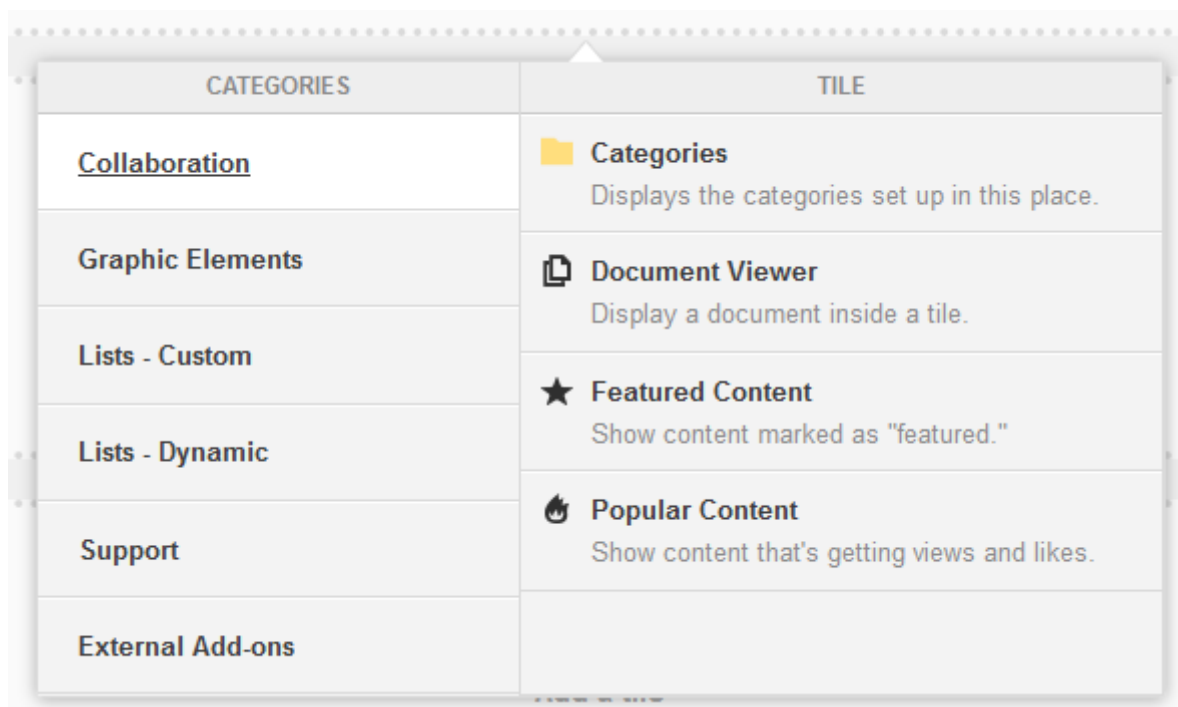 CATEGORIES
TILE
Collaboration
Graphic Elements
Lists - Custom
Lists - Dynamic
Support
External Add-ons
Categories
Displays the categories set up in this place.
Document Viewer
Display a document inside a tile.
Featured Content
Show content marked as "featured."
Popular Content
Show content that's getting views and likes.